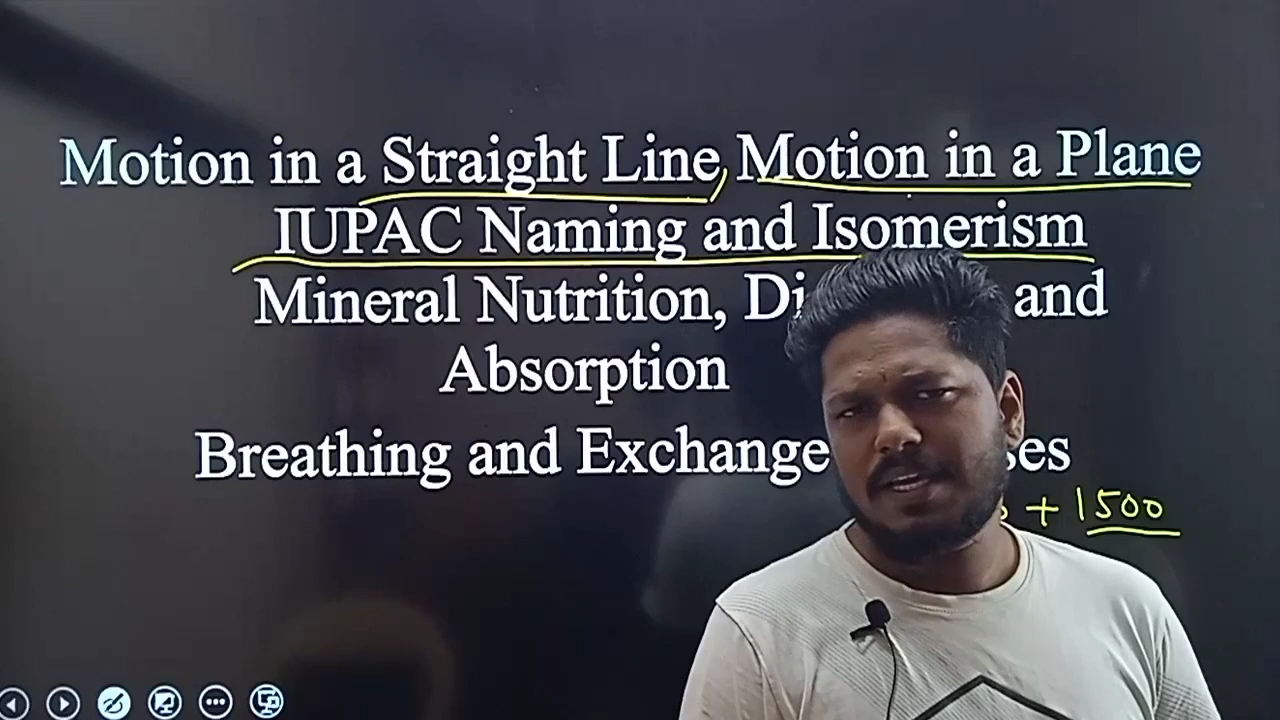 Motion in a Straight Line, Motion in a Plane
IUPAC Naming and Isomerism
Mineral Nutrition, and
Absorption
Breathing and Exchange
+ 1500